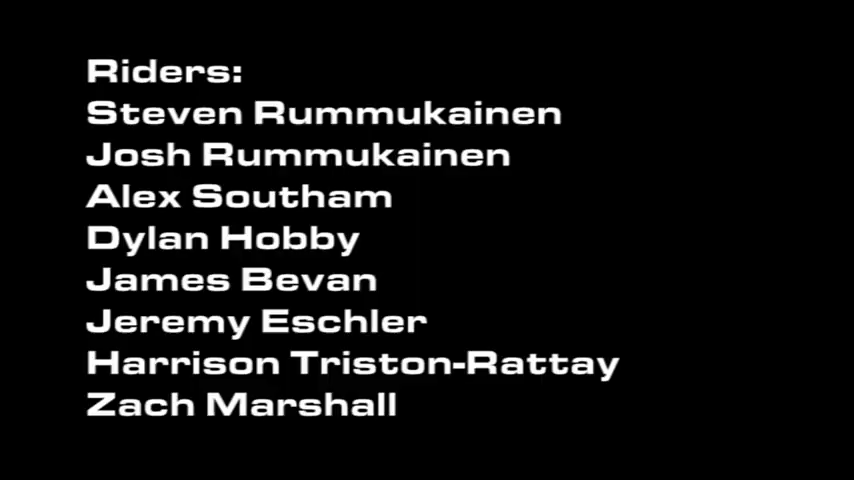 Riders:
Steven Rummukainen
Josh Rummukainen
Alex Southam
Dylan Hobby
James Bevan
Jeremy Eschler
Harrison Triston-Rattay
Zach Marshall